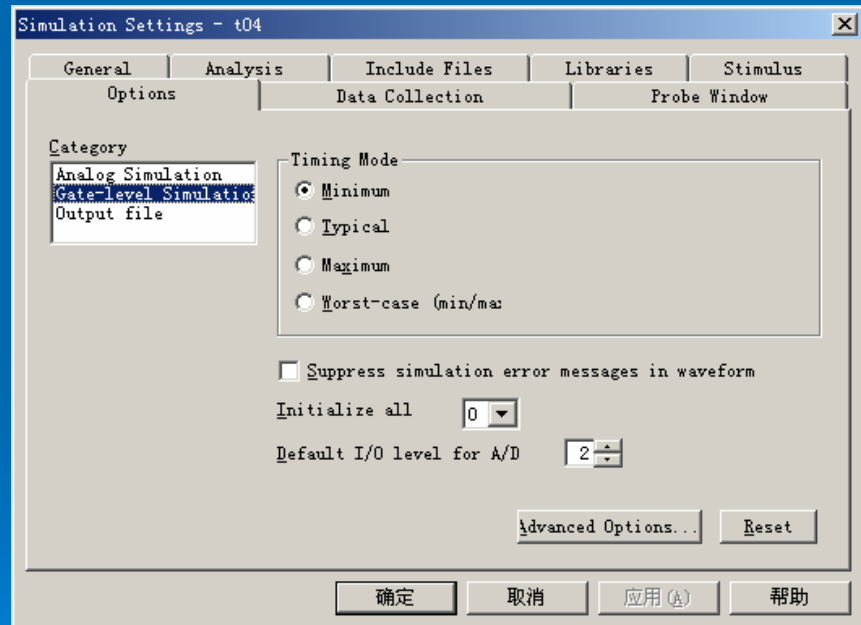 Simulation Settings - t04
General
Analysis
Include Files
Libraries
Stimulus
Options
Data Collection
Probe Window
Category
Analog Simulation
Gate-level Simulatio
Output file
Timing Mode
Minimum
Typical
Maximum
Worst-case (min/ma:
Suppress simulation error messages in waveform
Initialize all
0
Default I/O level for A/D
2
Advanced Options...
Reset
确定
取消
应用(A)
帮助